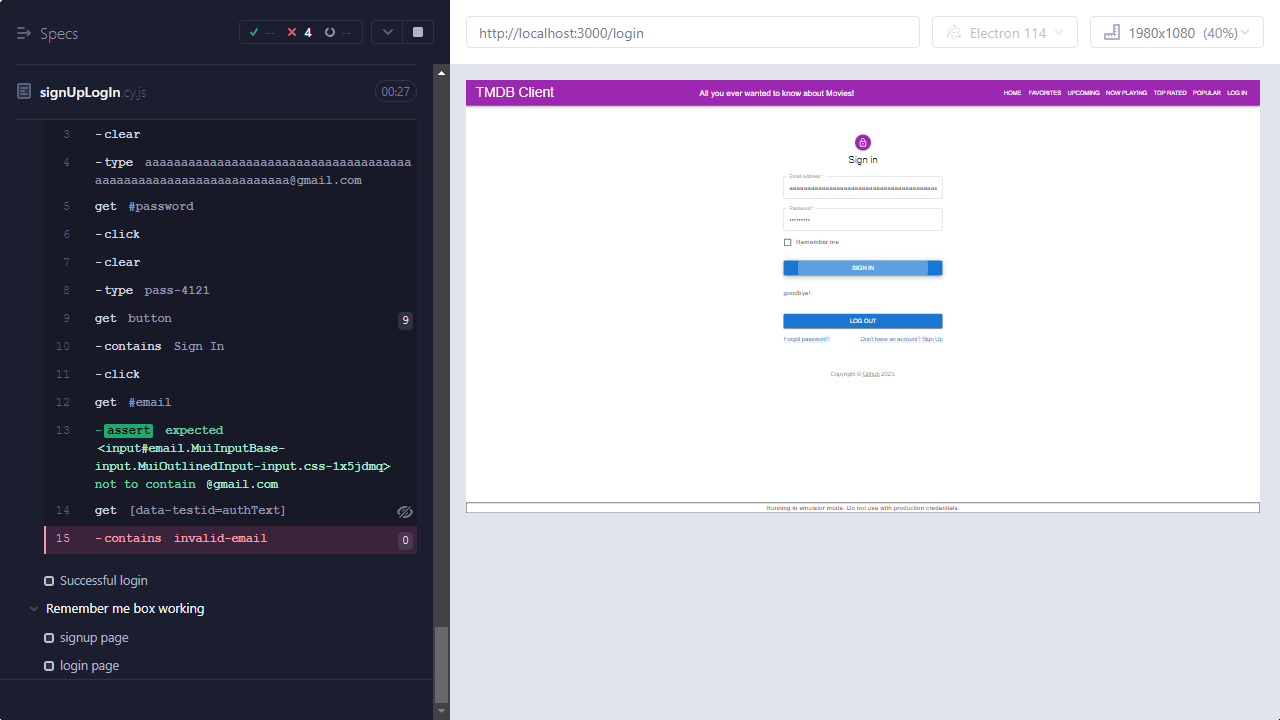 Specs
--
4
--
signUpLogIn.cy.js
00:27
3 -clear
4 -type aaaaaaaaaaaaaaaaaaaaaaaaaaaaaaaaaaaaa
aaaaaaaaaaaaaaaaaaaaaaa@gmail.com
5 get
6 -click
7 -clear
8 -type pass-4121
9 get button 9
10 -contains Sign In
11 -click
12 get #email
13 -assert expected
<input#email.MuiInputBase-
input.MuiOutlinedInput-input.css-1x5jdmq>
not to contain @gmail.com
14
15 -contains invalid-email 0
Successful login
Remember me box working
signup page
login page
http://localhost:3000/login
Electron 114
1980x1080 (40%)
TMDB Client
All you ever wanted to know about Movies!
HOME FAVORITES UPCOMING NOW PLAYING TOP RATED POPULAR LOG IN
Sign in
Email Address *
Password *
Remember me
SIGN IN
goodbye!
LOG OUT
Forgot password? Don't have an account? Sign Up
Copyright © Github 2023.
Running in emulator mode. Do not use with production credentials.